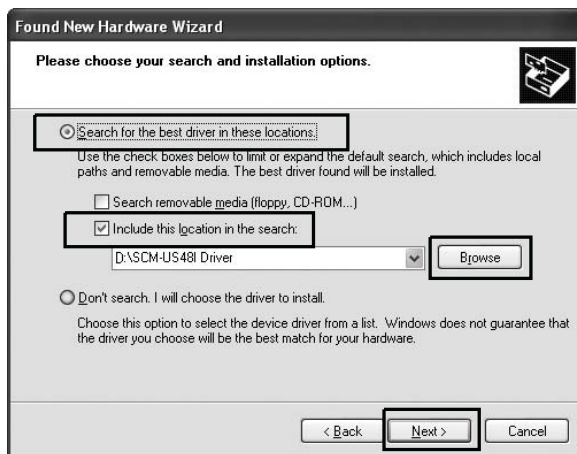 Found New Hardware Wizard
Please choose your search and installation options.
Search for the best driver in these locations.
Use the check boxes below to limit or expand the default search, which includes local
paths and removable media. The best driver found will be installed.
Search removable media (floppy, CD-ROM...)
Include this location in the search:
D:\SCM-US48I Driver
Browse
Don't search. I will choose the driver to install.
Choose this option to select the device driver from a list. Windows does not guarantee that
the driver you choose will be the best match for your hardware.
< Back
Next >
Cancel